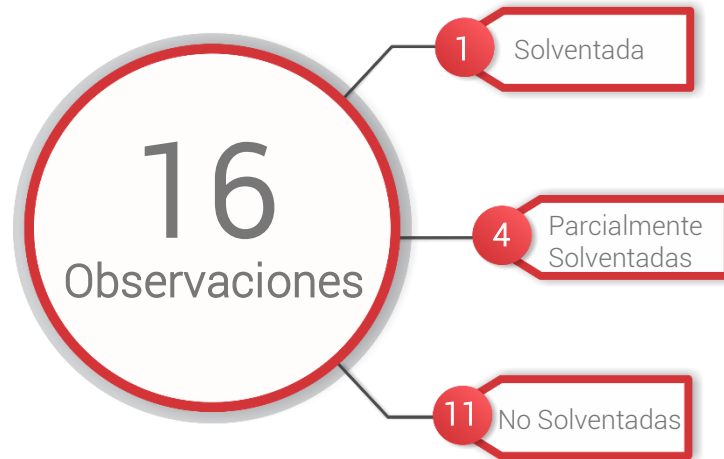 16
Observaciones
1
Solventada
4
Parcialmente
Solventadas
11
No Solventadas